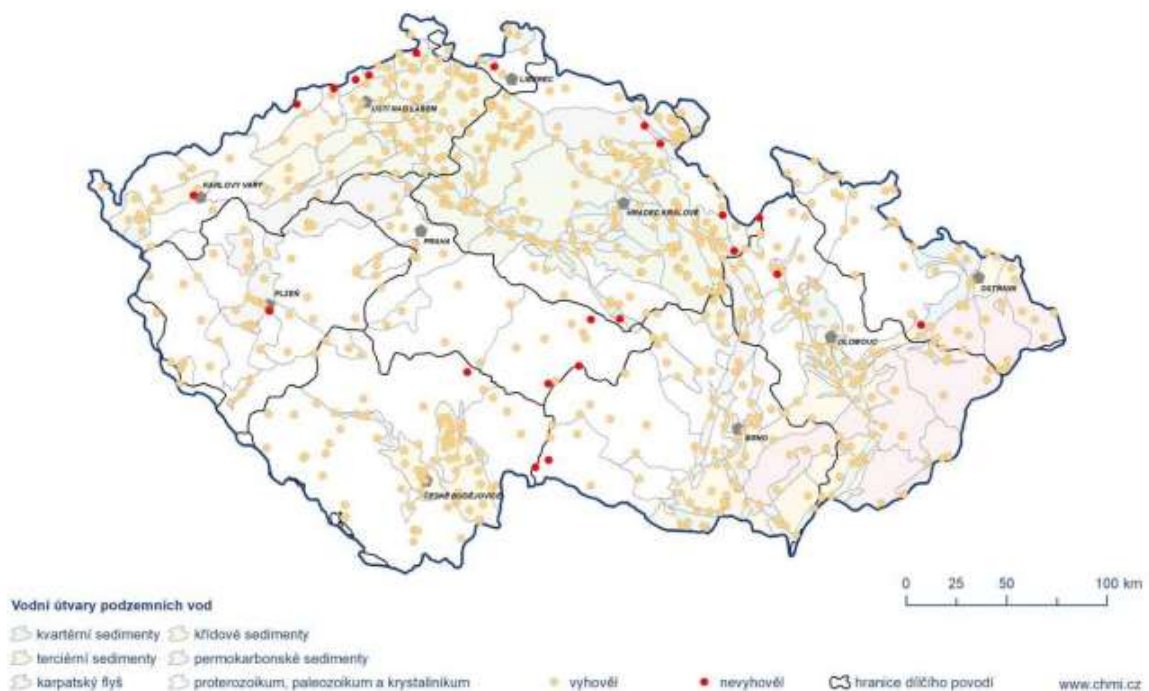 LIBEREC
ÚSTÍ NAD LABEM
KARLOVY VARY
HRADEC KRÁLOVÉ
PRAHA
PLZEŇ
OSTRAVA
OLOMOUC
BRNO
ČESKÉ BUDĚJOVICE
0 25 50 100 km
Vodní útvary podzemních vod
kvartérní sedimenty křídové sedimenty
terciérní sedimenty permokarbonské sedimenty
karpatský flyš proterozoikum, paleozoikum a krystalinikum vyhověl nevyhověl hranice dílčího povodí www.chmi.cz